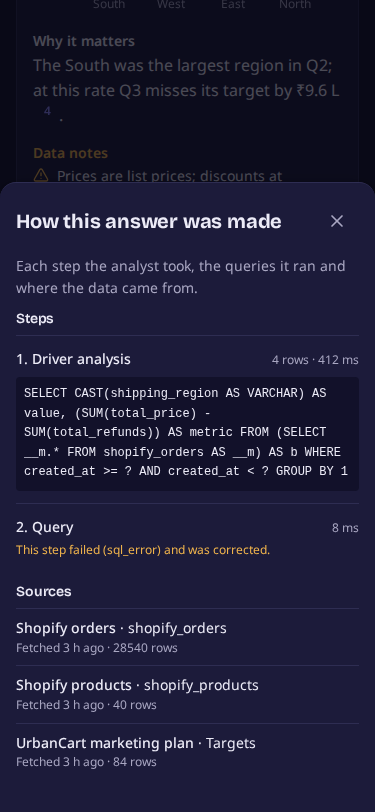 South West East North
Why it matters
The South was the largest region in Q2;
at this rate Q3 misses its target by ₹9.6 L
4 .
Data notes
Prices are list prices; discounts at
How this answer was made
Each step the analyst took, the queries it ran and
where the data came from.
Steps
1. Driver analysis 4 rows · 412 ms
SELECT CAST(shipping_region AS VARCHAR) AS
value, (SUM(total_price) -
SUM(total_refunds)) AS metric FROM (SELECT
__m.* FROM shopify_orders AS __m) AS b WHERE
created_at >= ? AND created_at < ? GROUP BY 1
2. Query 8 ms
This step failed (sql_error) and was corrected.
Sources
Shopify orders · shopify_orders
Fetched 3 h ago · 28540 rows
Shopify products · shopify_products
Fetched 3 h ago · 40 rows
UrbanCart marketing plan · Targets
Fetched 3 h ago · 84 rows